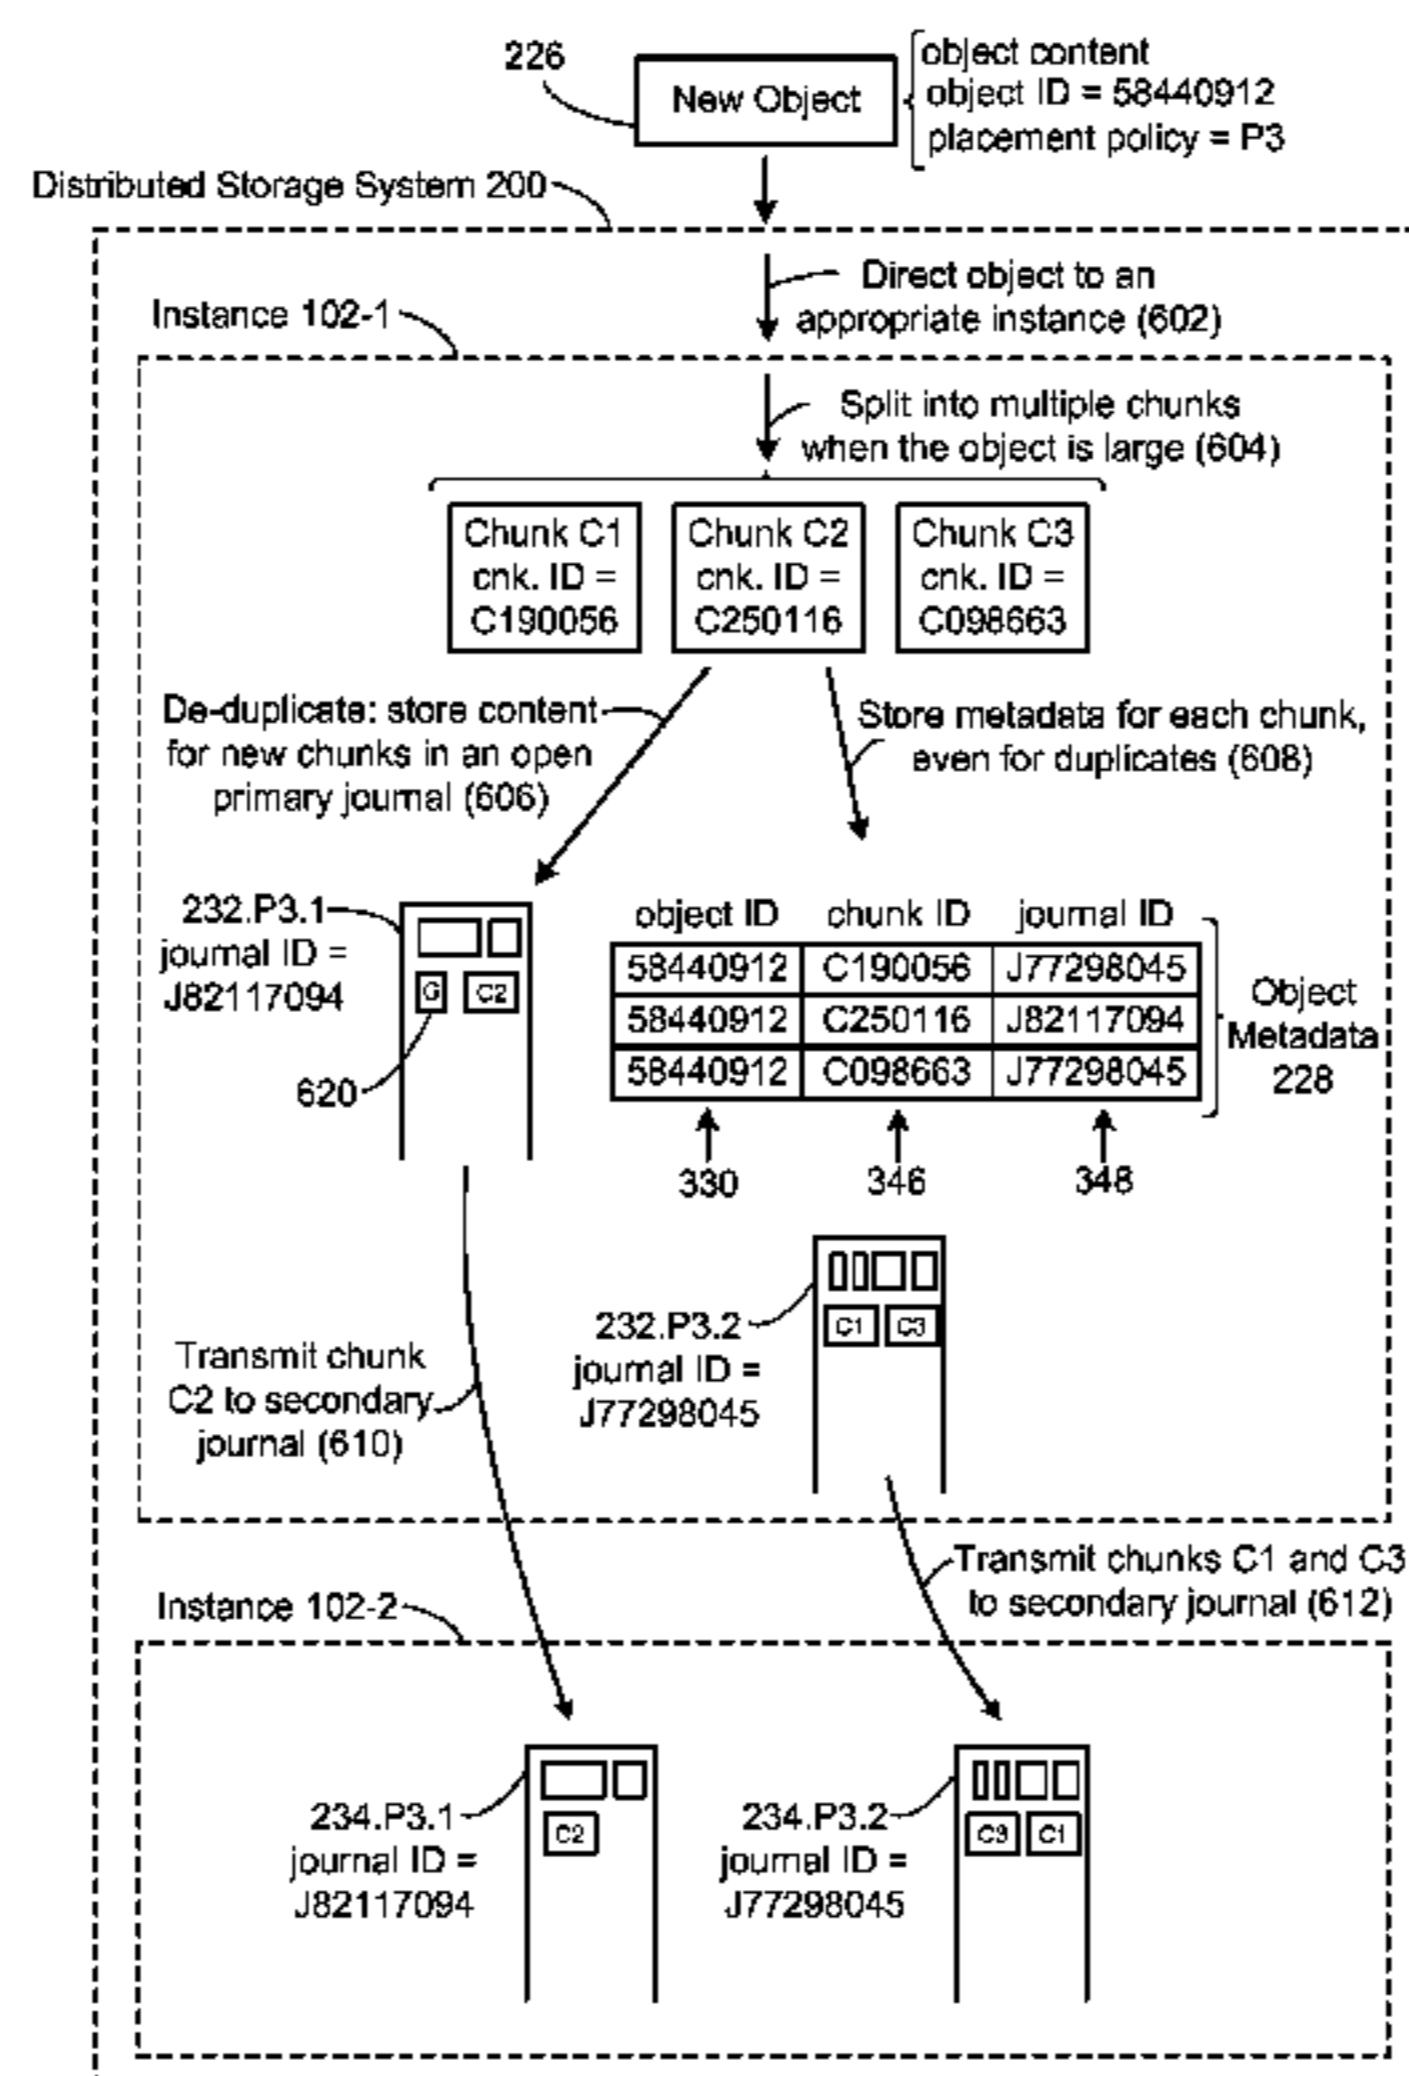 226
New Object
object content
object ID = 58440912
placement policy = P3
Distributed Storage System 200
Direct object to an
appropriate instance (602)
Instance 102-1
Split into multiple chunks
when the object is large (604)
Chunk C1
cnk. ID =
C190056
Chunk C2
cnk. ID =
C250116
Chunk C3
cnk. ID =
C098663
De-duplicate: store content
for new chunks in an open
primary journal (606)
Store metadata for each chunk,
even for duplicates (608)
232.P3.1
journal ID =
J82117094
G C2
620
object ID chunk ID journal ID
58440912 C190056 J77298045
58440912 C250116 J82117094
58440912 C098663 J77298045
Object
Metadata
228
330 346 348
232.P3.2
journal ID =
J77298045
C1 C3
Transmit chunk
C2 to secondary
journal (610)
Transmit chunks C1 and C3
to secondary journal (612)
Instance 102-2
234.P3.1
journal ID =
J82117094
C2
234.P3.2
journal ID =
J77298045
C3 C1